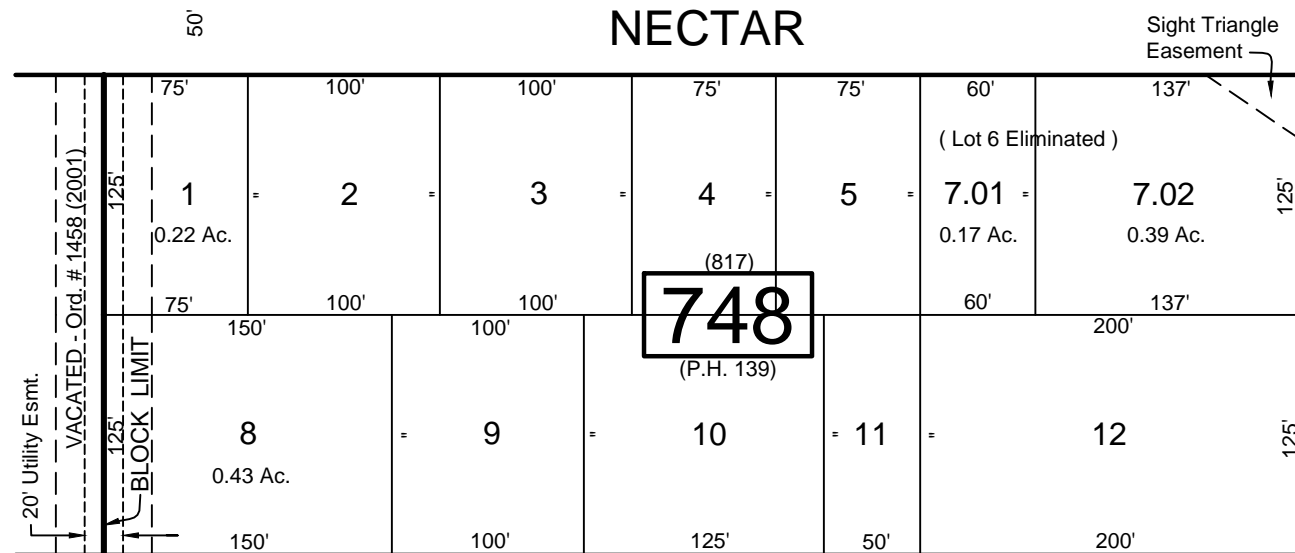 50'
NECTAR
Sight Triangle
Easement
75' 100' 100' 75' 75' 60' 137'
( Lot 6 Eliminated )
VACATED - Ord. # 1458 (2001)
125'
1 = 2 = 3 = 4 = 5 = 7.01 = 7.02
125'
0.22 Ac. 0.17 Ac. 0.39 Ac.
(817)
75' 100' 100' 60' 137'
748
150' 100' 200'
(P.H. 139)
20' Utility Esmt.
125'
BLOCK LIMIT
8 = 9 = 10 = 11 = 12
125'
0.43 Ac.
150' 100' 125' 50' 200'